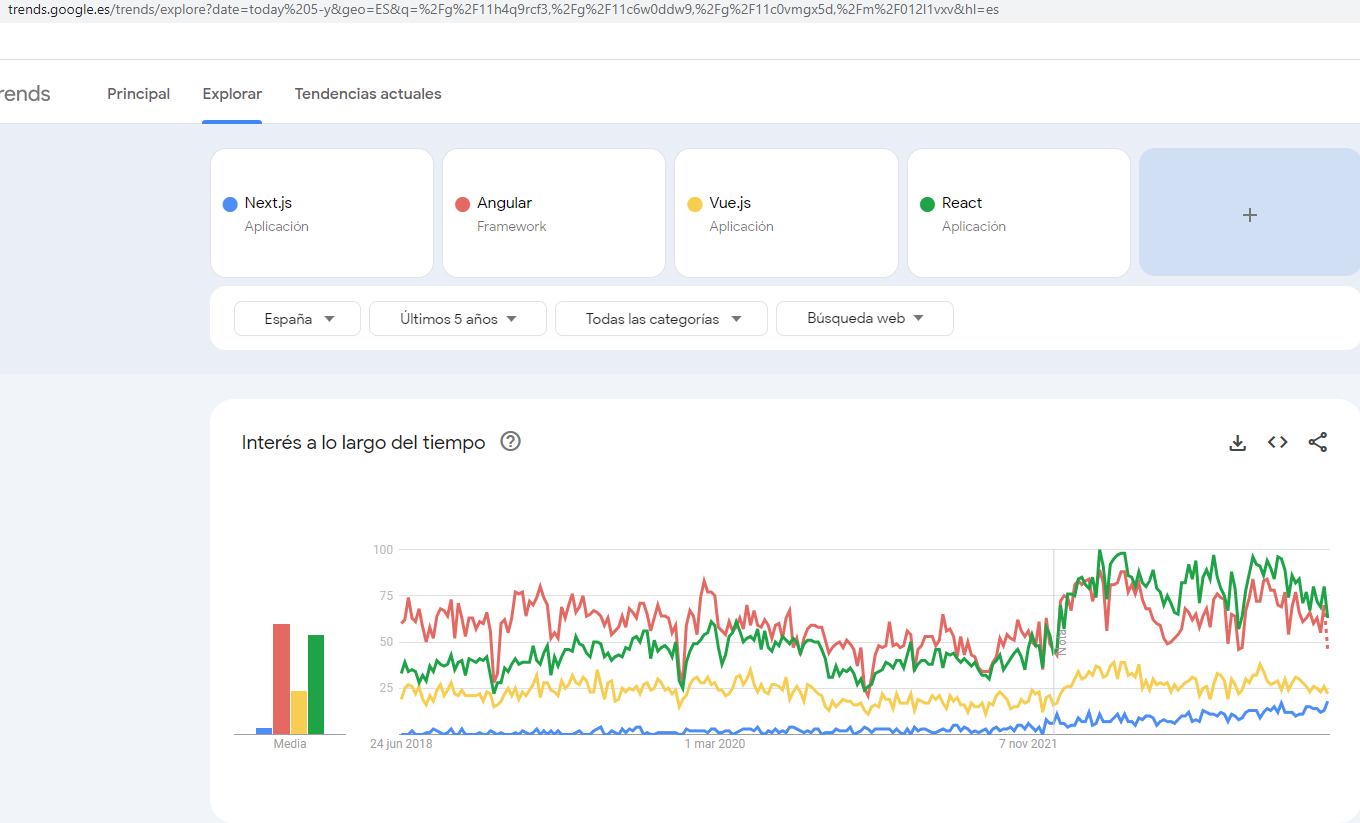 trends.google.es/trends/explore?date=today%205-y&geo=ES&q=%2Fg%2F11h4q9rcf3,%2Fg%2F11c6w0ddw9,%2Fg%2F11c0vmgx5d,%2Fm%2F012l1vxv&hl=es
rends Principal Explorar Tendencias actuales
Next.js
Aplicación
Angular
Framework
Vue.js
Aplicación
React
Aplicación
+
España Últimos 5 años Todas las categorías Búsqueda web
Interés a lo largo del tiempo ?
100
75
50
25
Nota
Media
24 jun 2018 1 mar 2020 7 nov 2021